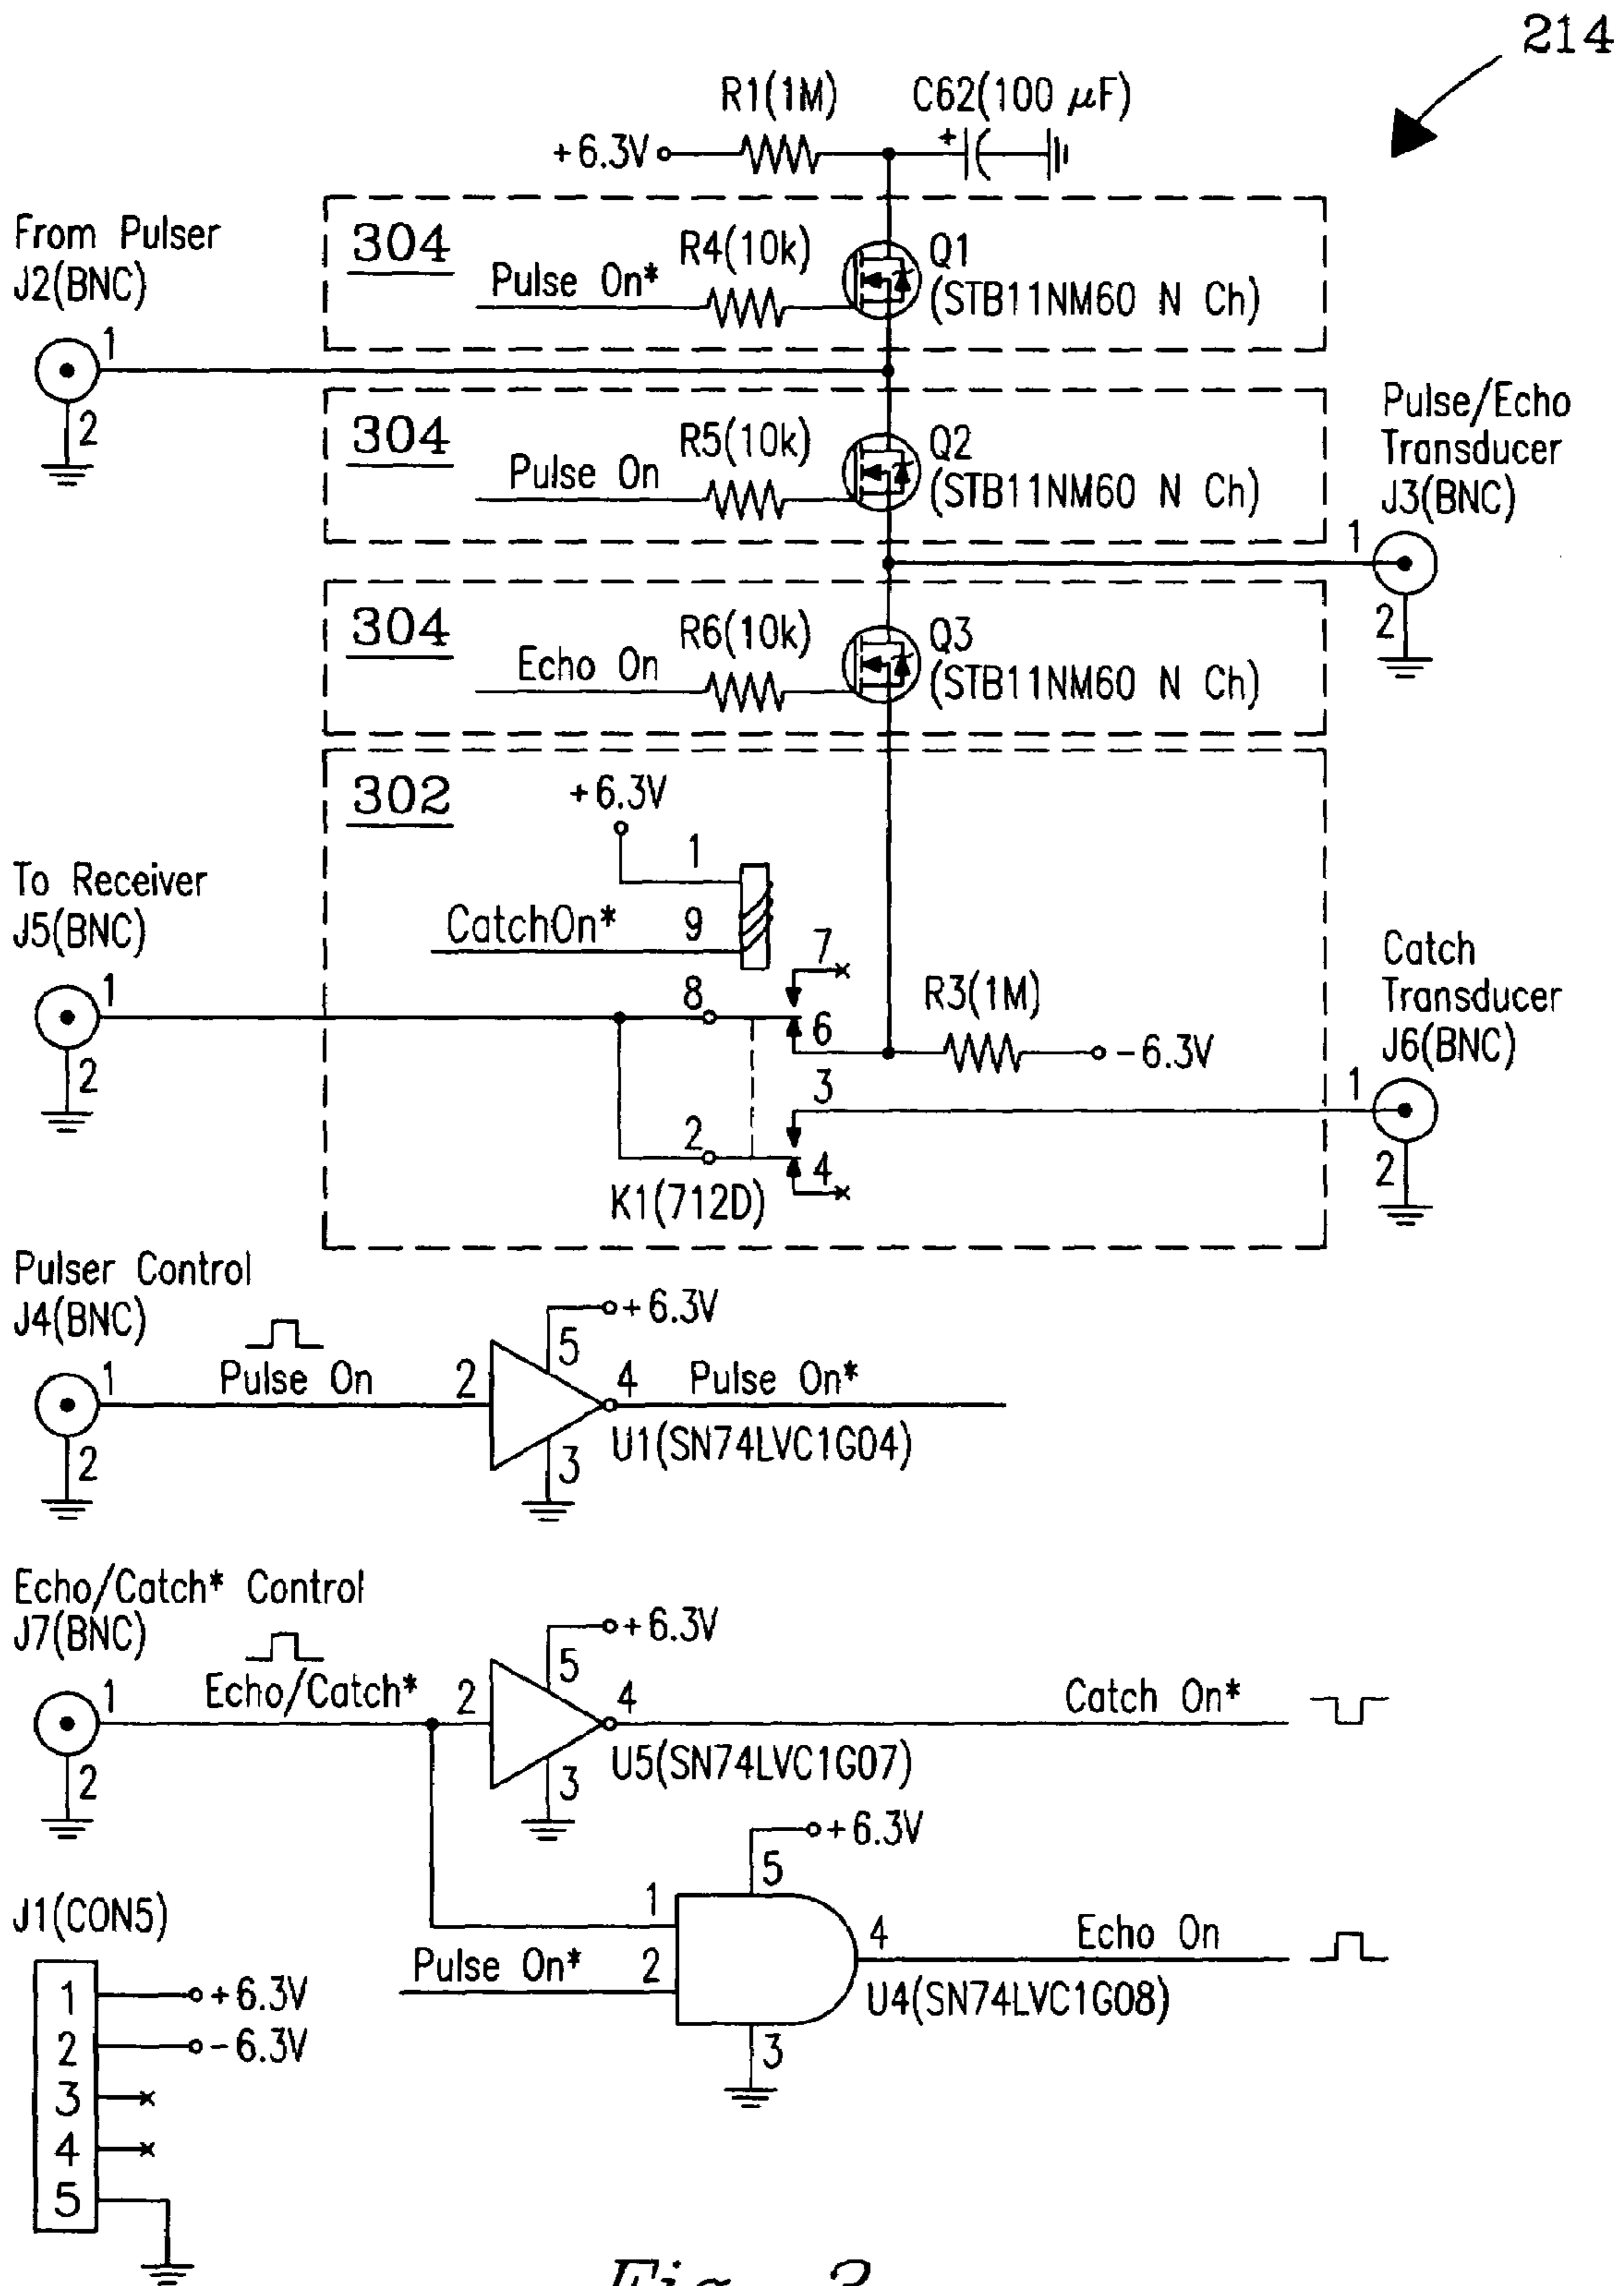 214
R1(1M)
C62(100 μF)
+6.3V
+
From Pulser
J2(BNC)
1
2
304
Pulse On*
R4(10k)
Q1
(STB11NM60 N Ch)
304
Pulse On
R5(10k)
Q2
(STB11NM60 N Ch)
Pulse/Echo
Transducer
J3(BNC)
1
2
304
Echo On
R6(10k)
Q3
(STB11NM60 N Ch)
302
+6.3V
1
CatchOn*
9
To Receiver
J5(BNC)
1
2
7
8
6
R3(1M)
-6.3V
3
2
4
K1(712D)
Catch
Transducer
J6(BNC)
1
2
Pulser Control
J4(BNC)
1
2
Pulse On
2
5
+6.3V
4
Pulse On*
3
U1(SN74LVC1G04)
Echo/Catch* Control
J7(BNC)
1
2
Echo/Catch*
2
5
+6.3V
4
Catch On*
3
U5(SN74LVC1G07)
+6.3V
5
1
Pulse On*
2
4
Echo On
U4(SN74LVC1G08)
3
J1(CON5)
1
+6.3V
2
-6.3V
3
4
5